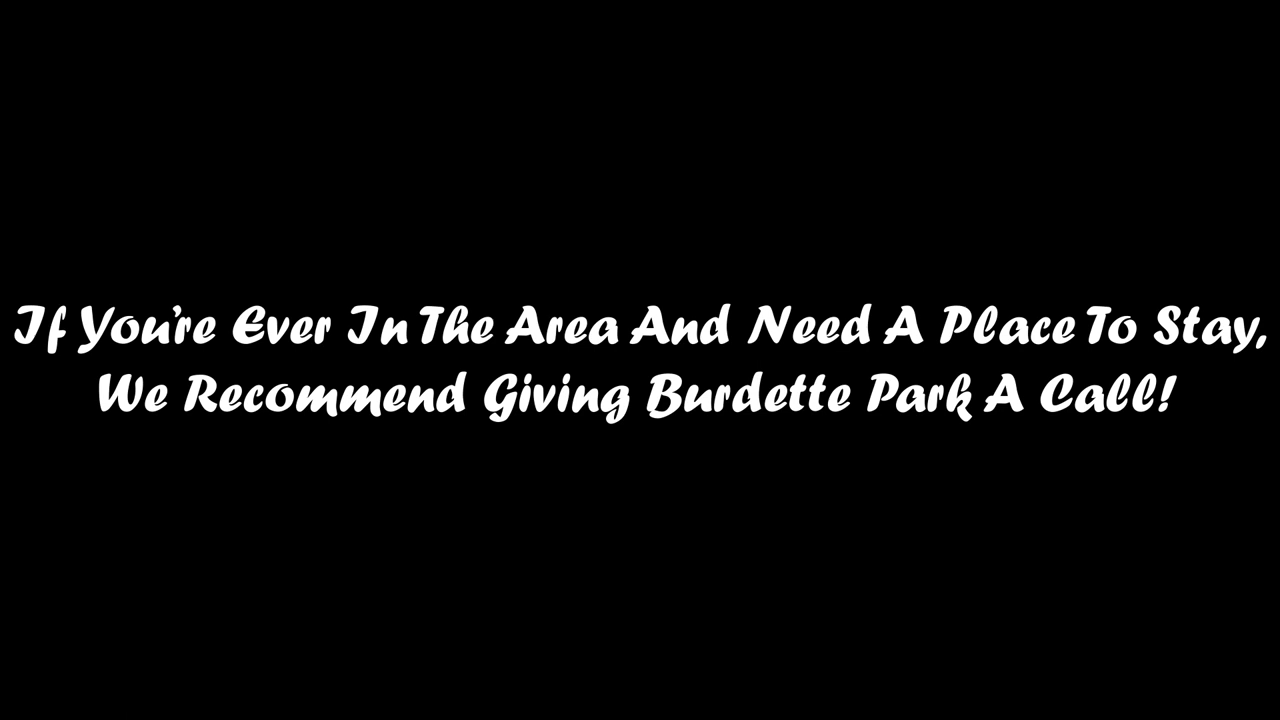 If You're Ever In The Area And Need A Place To Stay,
We Recommend Giving Burdette Park A Call!